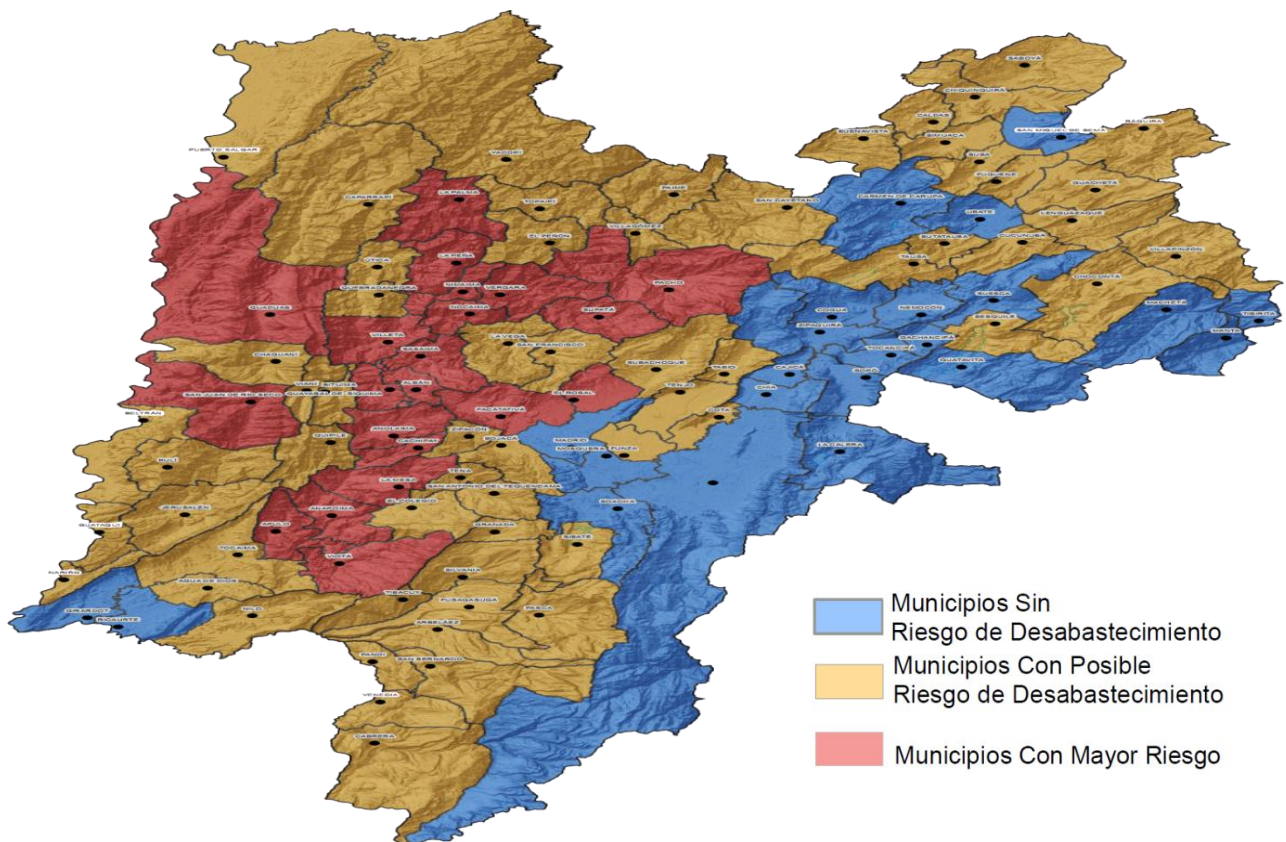 SABOYÁ
CHIQUINQUIRÁ
CALDAS
RÁQUIRA
BUENAVISTA
SIMIJACA
SAN MIGUEL DE SEMA
PUERTO SALGAR
YACOPÍ
SUSA
FÚQUENE
GUACHETÁ
CAPARRAPÍ
LA PALMA
TOPAIPÍ
PAIME
SAN CAYETANO
CARMEN DE CARUPA
UBATÉ
LENGUAZAQUE
VILLAGÓMEZ
EL PEÑÓN
SUTATAUSA
CUCUNUBÁ
VILLAPINZÓN
ÚTICA
LA PEÑA
TAUSA
CHOCONTÁ
QUEBRADANEGRA
NIMAIMA
VERGARA
PACHO
SUESCA
MACHETÁ
GUADUAS
NOCAIMA
SUPATÁ
COGUA
NEMOCÓN
SESQUILÉ
TIBIRITA
ZIPAQUIRÁ
MANTA
VILLETA
LA VEGA
SAN FRANCISCO
GACHANCIPÁ
TOCANCIPÁ
CHAGUANÍ
SASAIMA
SUBACHOQUE
TABIO
CAJICÁ
SOPÓ
GUATAVITA
VIANÍ
BITUIMA
ALBÁN
TENJO
CHÍA
SAN JUAN DE RÍO SECO
GUAYABAL DE SIQUIMA
EL ROSAL
BELTRÁN
FACATATIVÁ
COTA
QUIPILE
ANOLAIMA
ZIPACÓN
BOJACÁ
MADRID
CACHIPAY
MOSQUERA
FUNZA
LA CALERA
PULÍ
TENA
LA MESA
SAN ANTONIO DEL TEQUENDAMA
EL COLEGIO
SOACHA
JERUSALÉN
ANAPOIMA
GUATAQUÍ
APULO
GRANADA
SIBATÉ
TOCAIMA
VIOTÁ
NARIÑO
SILVANIA
AGUA DE DIOS
TIBACUY
GIRARDOT
RICAURTE
NILO
FUSAGASUGÁ
PASCA
ARBELÁEZ
PANDI
SAN BERNARDO
VENECIA
CABRERA
Municipios Sin
Riesgo de Desabastecimiento
Municipios Con Posible
Riesgo de Desabastecimiento
Municipios Con Mayor Riesgo